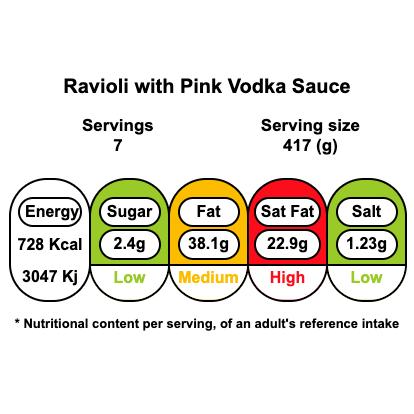 Ravioli with Pink Vodka Sauce
Servings
7
Serving size
417 (g)
Energy
728 Kcal
3047 Kj
Sugar
2.4g
Low
Fat
38.1g
Medium
Sat Fat
22.9g
High
Salt
1.23g
Low
* Nutritional content per serving, of an adult's reference intake